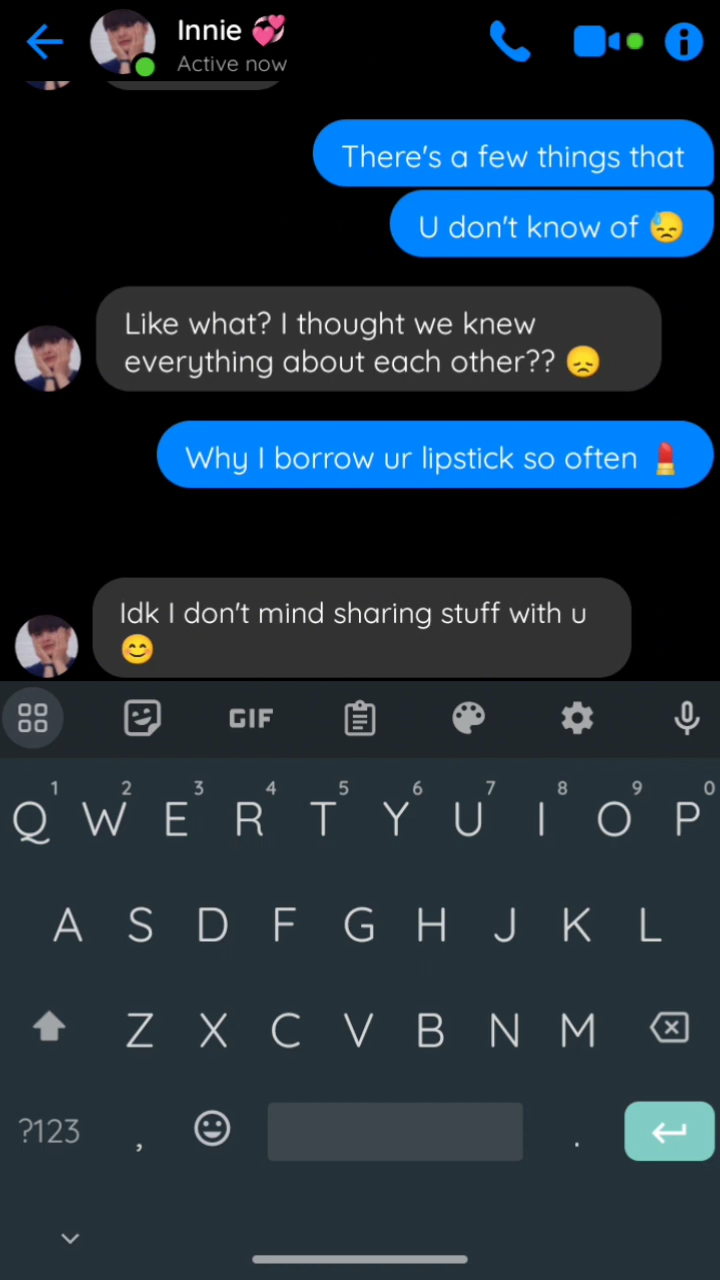 Innie 💞
Active now
There's a few things that
U don't know of 😓
Like what? I thought we knew
everything about each other?? 😞
Why I borrow ur lipstick so often 💄
Idk I don't mind sharing stuff with u
😊
GIF
1 2 3 4 5 6 7 8 9 0
Q W E R T Y U I O P
A S D F G H J K L
Z X C V B N M
?123 , .